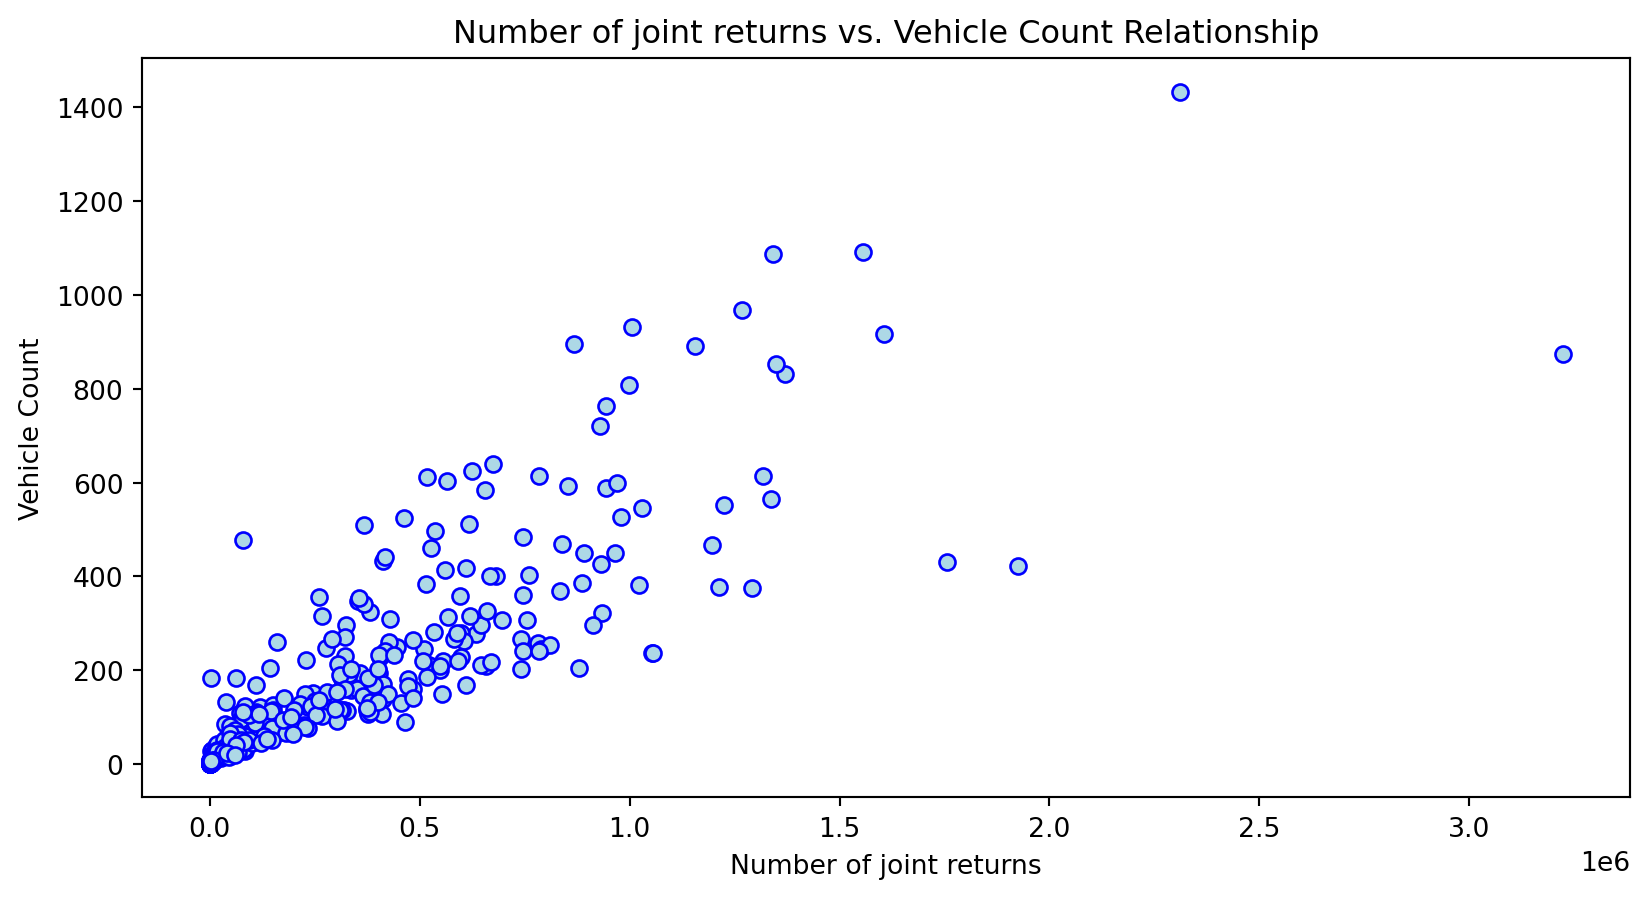 Number of joint returns vs. Vehicle Count Relationship
1400
1200
1000
800
600
400
200
0
Vehicle Count
0.0 0.5 1.0 1.5 2.0 2.5 3.0
Number of joint returns
1e6